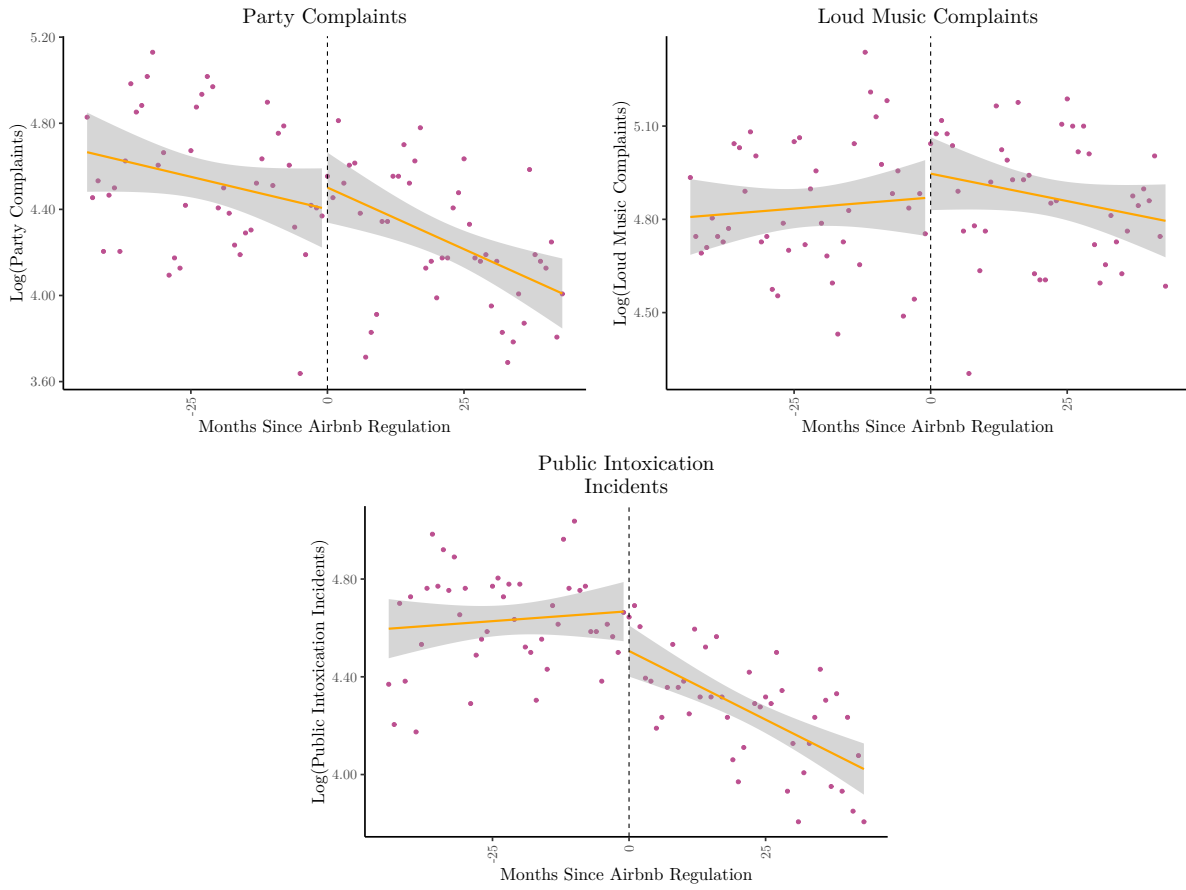 Party Complaints
Log(Party Complaints)
5.20
4.80
4.40
4.00
3.60
-25
0
25
Months Since Airbnb Regulation
Loud Music Complaints
Log(Loud Music Complaints)
5.10
4.80
4.50
-25
0
25
Months Since Airbnb Regulation
Public Intoxication
Incidents
Log(Public Intoxication Incidents)
4.80
4.40
4.00
-25
0
25
Months Since Airbnb Regulation